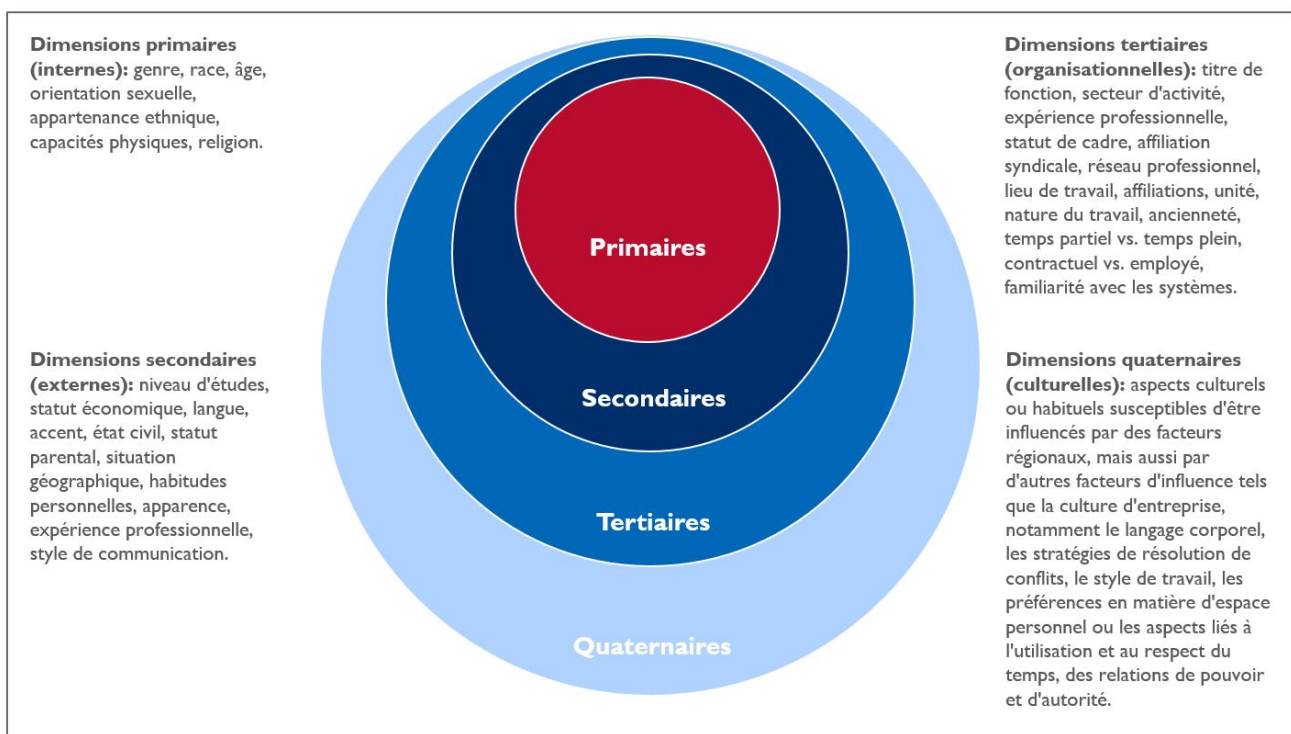 Dimensions primaires
(internes): genre, race, âge,
orientation sexuelle,
appartenance ethnique,
capacités physiques, religion.
Dimensions secondaires
(externes): niveau d'études,
statut économique, langue,
accent, état civil, statut
parental, situation
géographique, habitudes
personnelles, apparence,
expérience professionnelle,
style de communication.
Primaires
Secondaires
Tertiaires
Quaternaires
Dimensions tertiaires
(organisationnelles): titre de
fonction, secteur d'activité,
expérience professionnelle,
statut de cadre, affiliation
syndicale, réseau professionnel,
lieu de travail, affiliations, unité,
nature du travail, ancienneté,
temps partiel vs. temps plein,
contractuel vs. employé,
familiarité avec les systèmes.
Dimensions quaternaires
(culturelles): aspects culturels
ou habituels susceptibles d'être
influencés par des facteurs
régionaux, mais aussi par
d'autres facteurs d'influence tels
que la culture d'entreprise,
notamment le langage corporel,
les stratégies de résolution de
conflits, le style de travail, les
préférences en matière d'espace
personnel ou les aspects liés à
l'utilisation et au respect du
temps, des relations de pouvoir
et d'autorité.